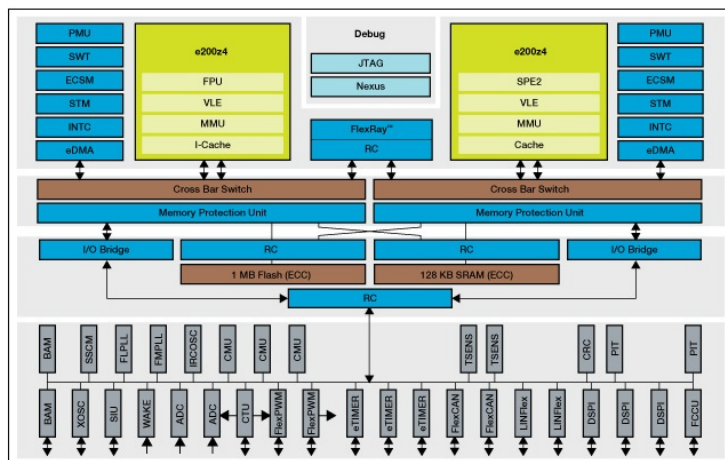 PMU
SWT
ECSM
STM
INTC
eDMA
e200z4
FPU
VLE
MMU
I-Cache
Debug
JTAG
Nexus
FlexRay™
RC
e200z4
SPE2
VLE
MMU
Cache
PMU
SWT
ECSM
STM
INTC
eDMA
Cross Bar Switch
Cross Bar Switch
Memory Protection Unit
Memory Protection Unit
I/O Bridge
RC
RC
I/O Bridge
1 MB Flash (ECC)
128 KB SRAM (ECC)
RC
BAM
SSCM
FLPLL
FMPLL
IRCOSC
CMU
CMU
CMU
TSENS
TSENS
CRC
PIT
PIT
BAM
XOSC
SIU
WAKE
ADC
ADC
CTU
FlexPWM
FlexPWM
eTIMER
eTIMER
eTIMER
FlexCAN
FlexCAN
LINFlex
LINFlex
DSPI
DSPI
DSPI
FCCU